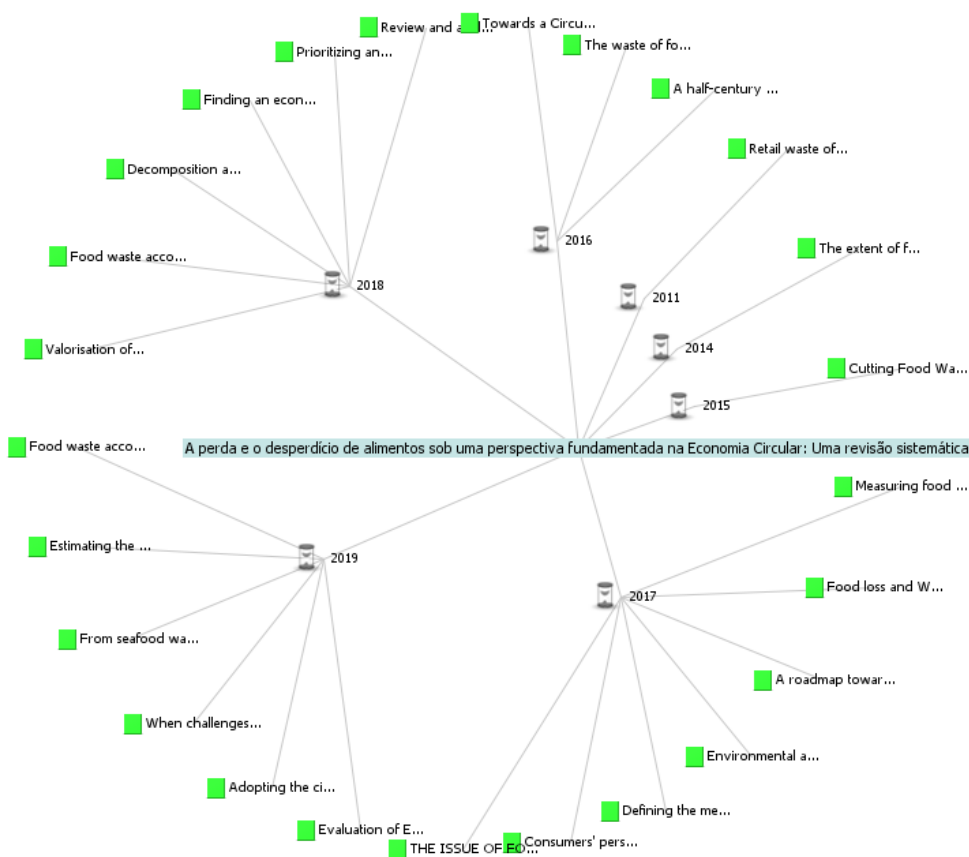 Review and a...
Towards a Circu...
Prioritizing an...
The waste of fo...
A half-century ...
Finding an econ...
Retail waste of...
Decomposition a...
2016
The extent of f...
Food waste acco...
2018
2011
2014
Valorisation of...
Cutting Food Wa...
2015
Food waste acco...
A perda e o desperdício de alimentos sob uma perspectiva fundamentada na Economia Circular: Uma revisão sistemática
Measuring food ...
Estimating the ...
2019
Food loss and W...
2017
From seafood wa...
A roadmap towar...
When challenges...
Environmental a...
Adopting the ci...
Defining the me...
Evaluation of E...
Consumers' pers...
THE ISSUE OF FO...